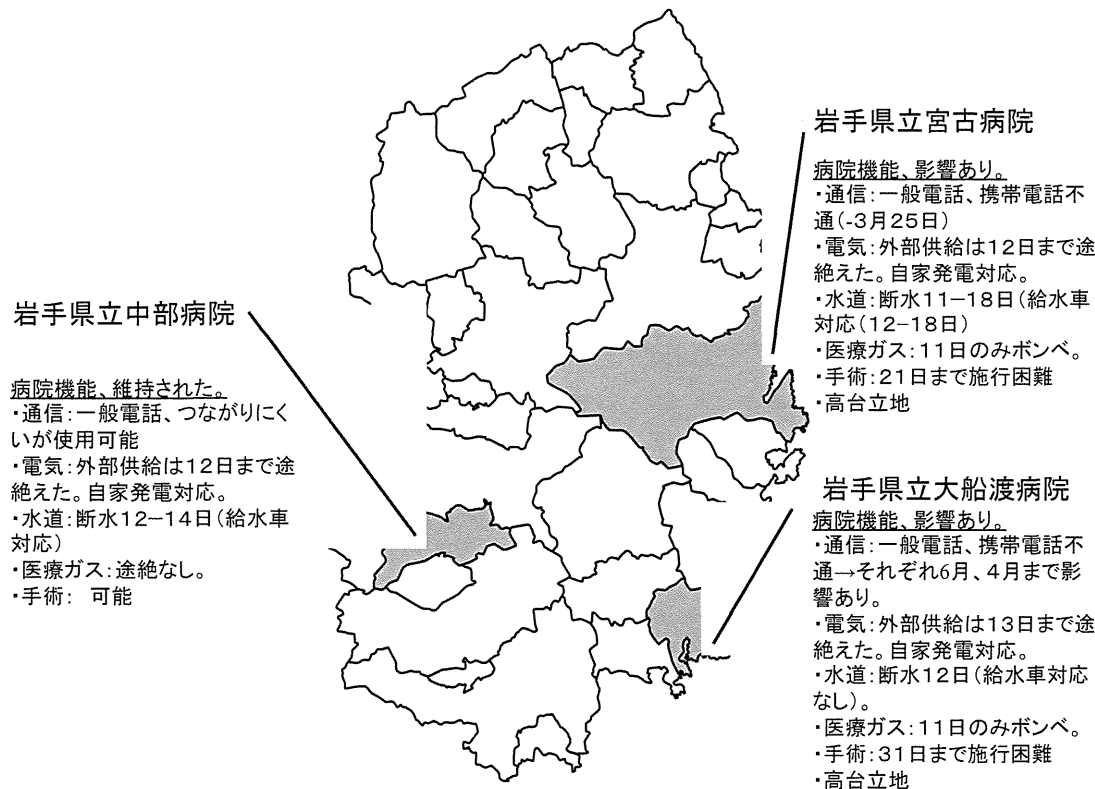 岩手県立宮古病院
病院機能、影響あり。
・通信：一般電話、携帯電話不
通(-3月25日)
・電気：外部供給は12日まで途
絶えた。自家発電対応。
・水道：断水11−18日(給水車
対応(12−18日)
・医療ガス：11日のみボンベ。
・手術：21日まで施行困難
・高台立地
岩手県立中部病院
病院機能、維持された。
・通信：一般電話、つながりにく
いが使用可能
・電気：外部供給は12日まで途
絶えた。自家発電対応。
・水道：断水12−14日(給水車
対応)
・医療ガス：途絶なし。
・手術： 可能
岩手県立大船渡病院
病院機能、影響あり。
・通信：一般電話、携帯電話不
通→それぞれ6月、4月まで影
響あり。
・電気：外部供給は13日まで途
絶えた。自家発電対応。
・水道：断水12日(給水車対応
なし)。
・医療ガス：11日のみボンベ。
・手術：31日まで施行困難
・高台立地